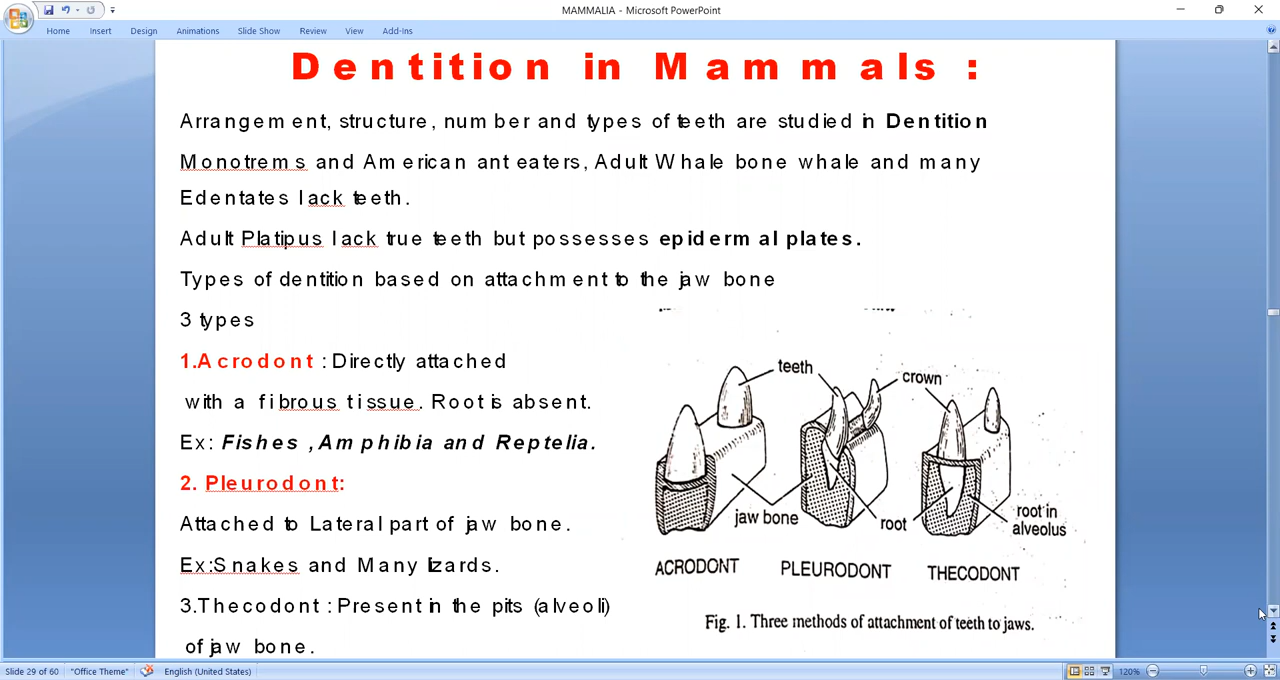 MAMMALIA - Microsoft PowerPoint
Home Insert Design Animations Slide Show Review View Add-Ins
Dentition in Mammals :
Arrangement, structure, number and types of teeth are studied in Dentition
Monotrems and American ant eaters, Adult Whale bone whale and many
Edentates lack teeth.
Adult Platipus lack true teeth but possesses epidermal plates.
Types of dentition based on attachment to the jaw bone
3 types
1.Acrodont : Directly attached
with a fibrous tissue. Root is absent.
Ex: Fishes ,Amphibia and Reptelia.
2. Pleurodont:
Attached to Lateral part of jaw bone.
Ex:Snakes and Many lizards.
3.Thecodont : Present in the pits (alveoli)
of jaw bone.
teeth
crown
jaw bone
root
root in
alveolus
ACRODONT PLEURODONT THECODONT
Fig. 1. Three methods of attachment of teeth to jaws.
Slide 29 of 60 "Office Theme" English (United States) 120%